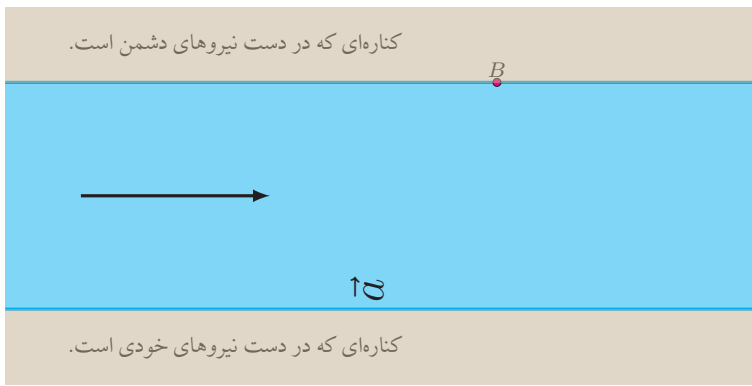 کناره‌ای که در دست نیروهای دشمن است.
B
a
کناره‌ای که در دست نیروهای خودی است.